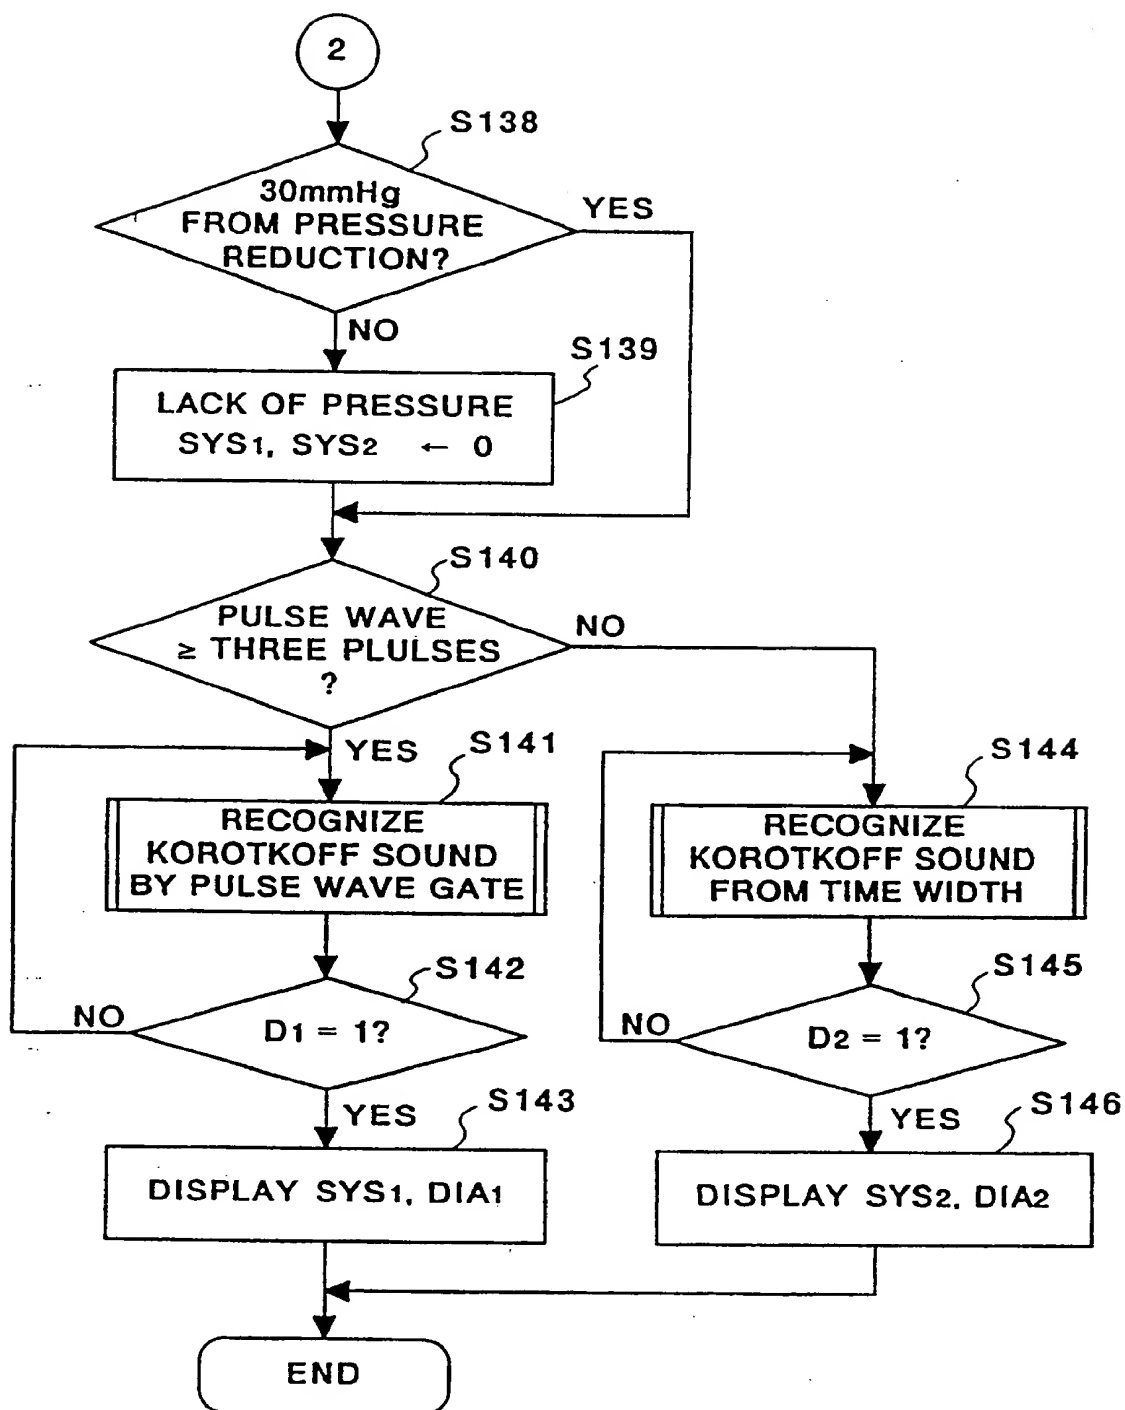 2
S138
30mmHg
FROM PRESSURE
REDUCTION?
YES
NO
S139
LACK OF PRESSURE
SYS1, SYS2 ← 0
S140
PULSE WAVE
≥ THREE PLULSES
?
NO
YES
S141
RECOGNIZE
KOROTKOFF SOUND
BY PULSE WAVE GATE
S144
RECOGNIZE
KOROTKOFF SOUND
FROM TIME WIDTH
S142
D1 = 1?
NO
YES
S145
D2 = 1?
NO
YES
S143
DISPLAY SYS1, DIA1
S146
DISPLAY SYS2, DIA2
END